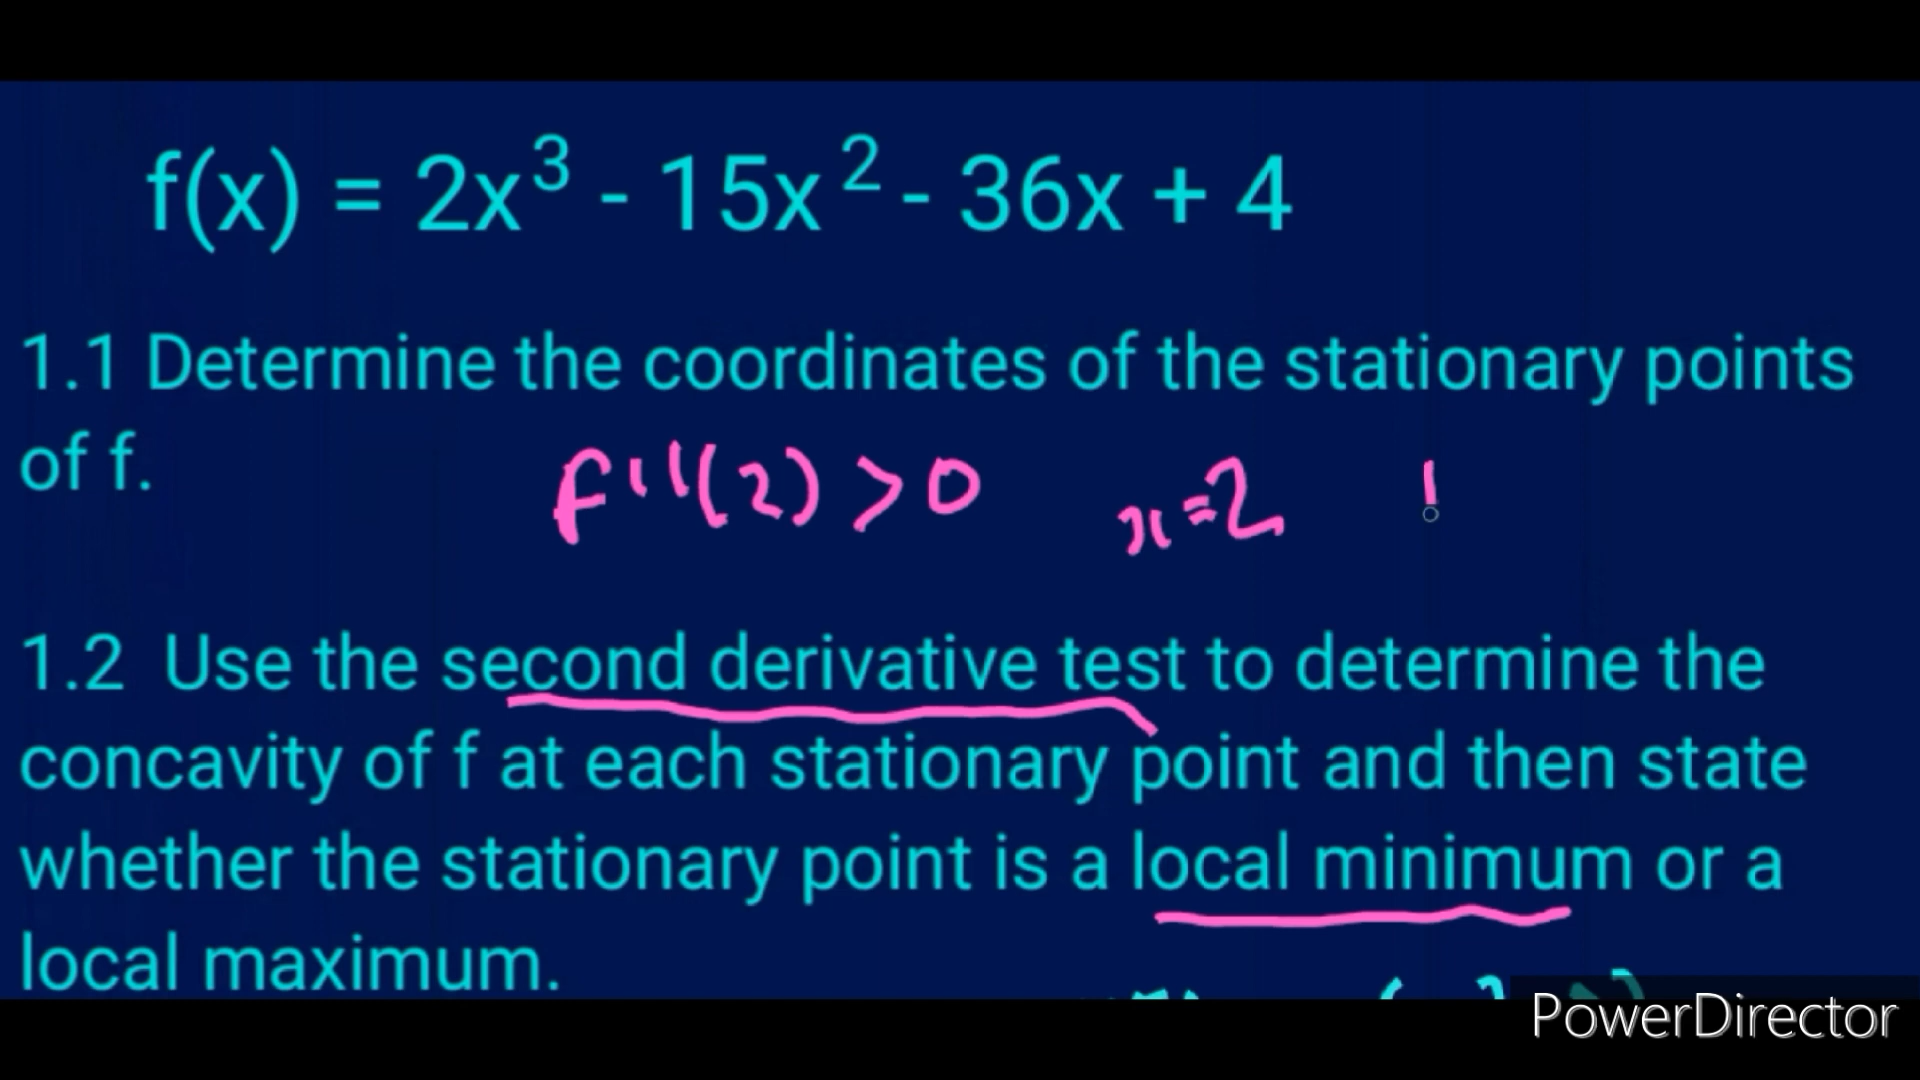 f(x) = 2x³ - 15x² - 36x + 4
1.1 Determine the coordinates of the stationary points
of f.
f''(2) > 0 x = 2
1.2 Use the second derivative test to determine the
concavity of f at each stationary point and then state
whether the stationary point is a local minimum or a
local maximum.
PowerDirector